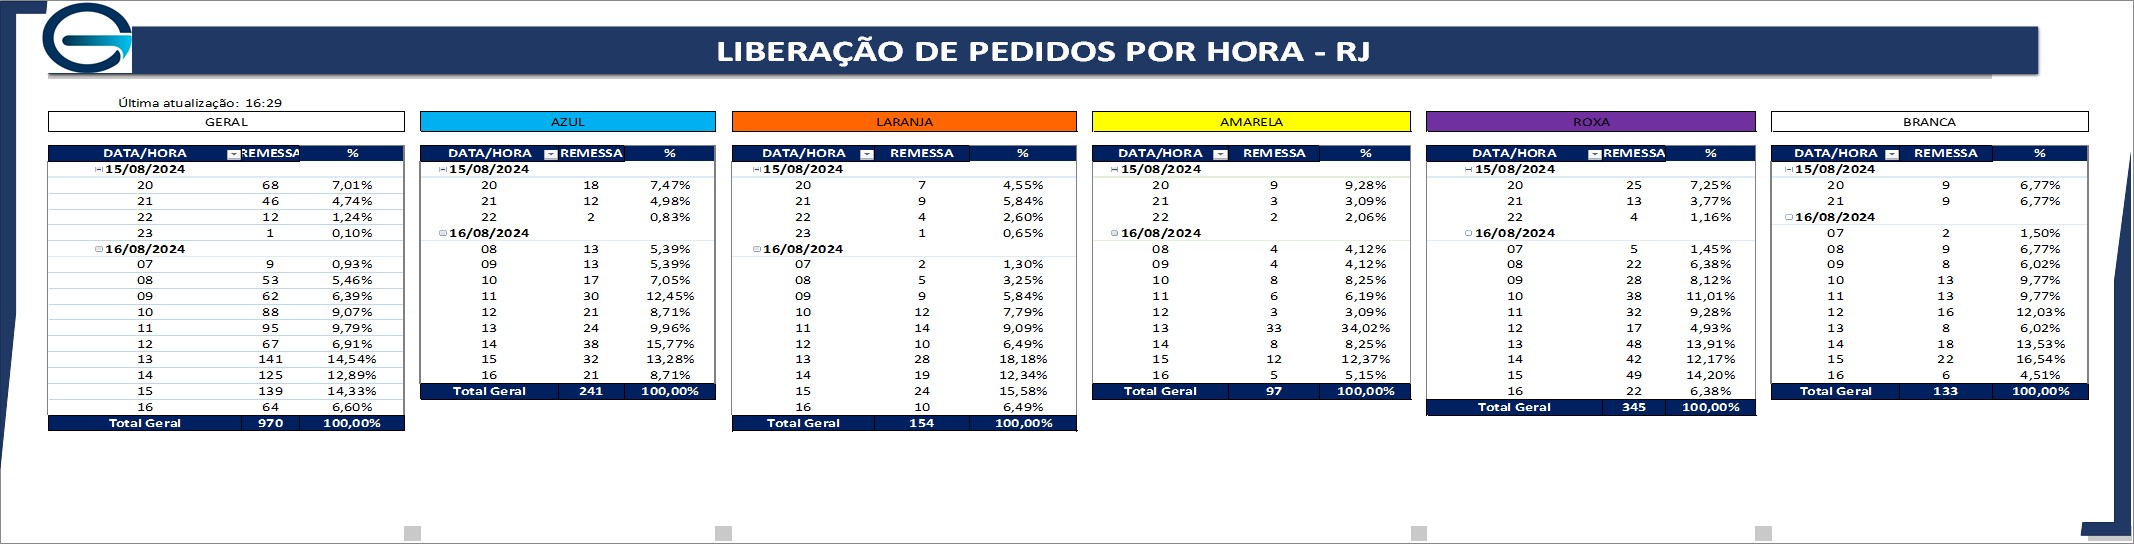 LIBERAÇÃO DE PEDIDOS POR HORA - RJ
Última atualização: 16:29
GERAL
DATA/HORA REMESSA %
15/08/2024
20 68 7,01%
21 46 4,74%
22 12 1,24%
23 1 0,10%
16/08/2024
07 9 0,93%
08 53 5,46%
09 62 6,39%
10 88 9,07%
11 95 9,79%
12 67 6,91%
13 141 14,54%
14 125 12,89%
15 139 14,33%
16 64 6,60%
Total Geral 970 100,00%
AZUL
DATA/HORA REMESSA %
15/08/2024
20 18 7,47%
21 12 4,98%
22 2 0,83%
16/08/2024
08 13 5,39%
09 13 5,39%
10 17 7,05%
11 30 12,45%
12 21 8,71%
13 24 9,96%
14 38 15,77%
15 32 13,28%
16 21 8,71%
Total Geral 241 100,00%
LARANJA
DATA/HORA REMESSA %
15/08/2024
20 7 4,55%
21 9 5,84%
22 4 2,60%
23 1 0,65%
16/08/2024
07 2 1,30%
08 5 3,25%
09 9 5,84%
10 12 7,79%
11 14 9,09%
12 10 6,49%
13 28 18,18%
14 19 12,34%
15 24 15,58%
16 10 6,49%
Total Geral 154 100,00%
AMARELA
DATA/HORA REMESSA %
15/08/2024
20 9 9,28%
21 3 3,09%
22 2 2,06%
16/08/2024
08 4 4,12%
09 4 4,12%
10 8 8,25%
11 6 6,19%
12 3 3,09%
13 33 34,02%
14 8 8,25%
15 12 12,37%
16 5 5,15%
Total Geral 97 100,00%
ROXA
DATA/HORA REMESSA %
15/08/2024
20 25 7,25%
21 13 3,77%
22 4 1,16%
16/08/2024
07 5 1,45%
08 22 6,38%
09 28 8,12%
10 38 11,01%
11 32 9,28%
12 17 4,93%
13 48 13,91%
14 42 12,17%
15 49 14,20%
16 22 6,38%
Total Geral 345 100,00%
BRANCA
DATA/HORA REMESSA %
15/08/2024
20 9 6,77%
21 9 6,77%
16/08/2024
07 2 1,50%
08 9 6,77%
09 8 6,02%
10 13 9,77%
11 13 9,77%
12 16 12,03%
13 8 6,02%
14 18 13,53%
15 22 16,54%
16 6 4,51%
Total Geral 133 100,00%